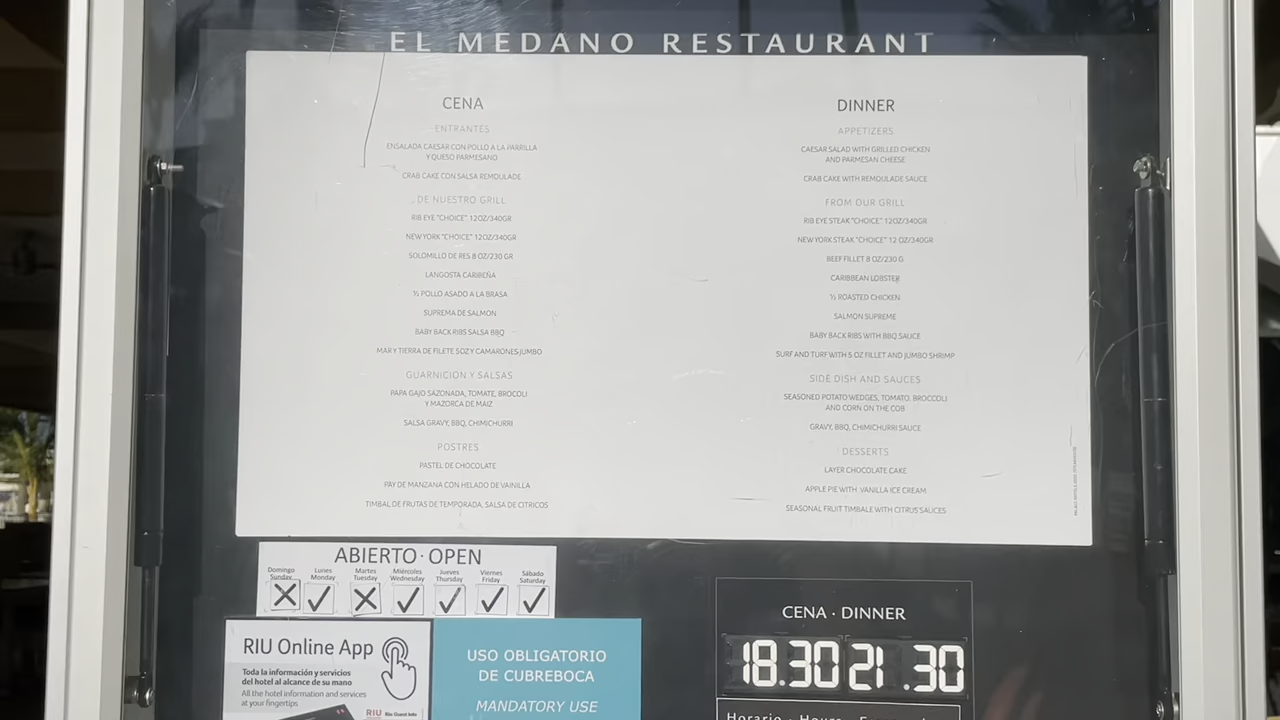 EL MEDANO RESTAURANT
CENA
ENTRANTES
ENSALADA CAESAR CON POLLO A LA PARRILLA
Y QUESO PARMESANO
CRAB CAKE CON SALSA REMOULADE
DE NUESTRO GRILL
RIB EYE "CHOICE" 12OZ/340GR
NEW YORK "CHOICE" 12OZ/340GR
SOLOMILLO DE RES 8 OZ/230 GR
LANGOSTA CARIBEÑA
½ POLLO ASADO A LA BRASA
SUPREMA DE SALMON
BABY BACK RIBS SALSA BBQ
MAR Y TIERRA DE FILETE 5OZ Y CAMARONES JUMBO
GUARNICION Y SALSAS
PAPA GAJO SAZONADA, TOMATE, BROCOLI
Y MAZORCA DE MAIZ
SALSA GRAVY, BBQ, CHIMICHURRI
POSTRES
PASTEL DE CHOCOLATE
PAY DE MANZANA CON HELADO DE VAINILLA
TIMBAL DE FRUTAS DE TEMPORADA, SALSA DE CITRICOS
DINNER
APPETIZERS
CAESAR SALAD WITH GRILLED CHICKEN
AND PARMESAN CHEESE
CRAB CAKE WITH REMOULADE SAUCE
FROM OUR GRILL
RIB EYE STEAK "CHOICE" 12OZ/340GR
NEW YORK STEAK "CHOICE" 12 OZ/340GR
BEEF FILLET 8 OZ/230 G
CARIBBEAN LOBSTER
½ ROASTED CHICKEN
SALMON SUPREME
BABY BACK RIBS WITH BBQ SAUCE
SURF AND TURF WITH 5 OZ FILLET AND JUMBO SHRIMP
SIDE DISH AND SAUCES
SEASONED POTATO WEDGES, TOMATO, BROCCOLI
AND CORN ON THE COB
GRAVY, BBQ, CHIMICHURRI SAUCE
DESSERTS
LAYER CHOCOLATE CAKE
APPLE PIE WITH VANILLA ICE CREAM
SEASONAL FRUIT TIMBALE WITH CITRUS SAUCES
ABIERTO · OPEN
Domingo Lunes Martes Miércoles Jueves Viernes Sábado
Sunday Monday Tuesday Wednesday Thursday Friday Saturday
RIU Online App
Toda la información y servicios
del hotel al alcance de su mano
All the hotel information and services
at your fingertips
RIU Riu Guest Info
USO OBLIGATORIO
DE CUBREBOCA
MANDATORY USE
CENA · DINNER
18.30 21.30
Horario · Hours